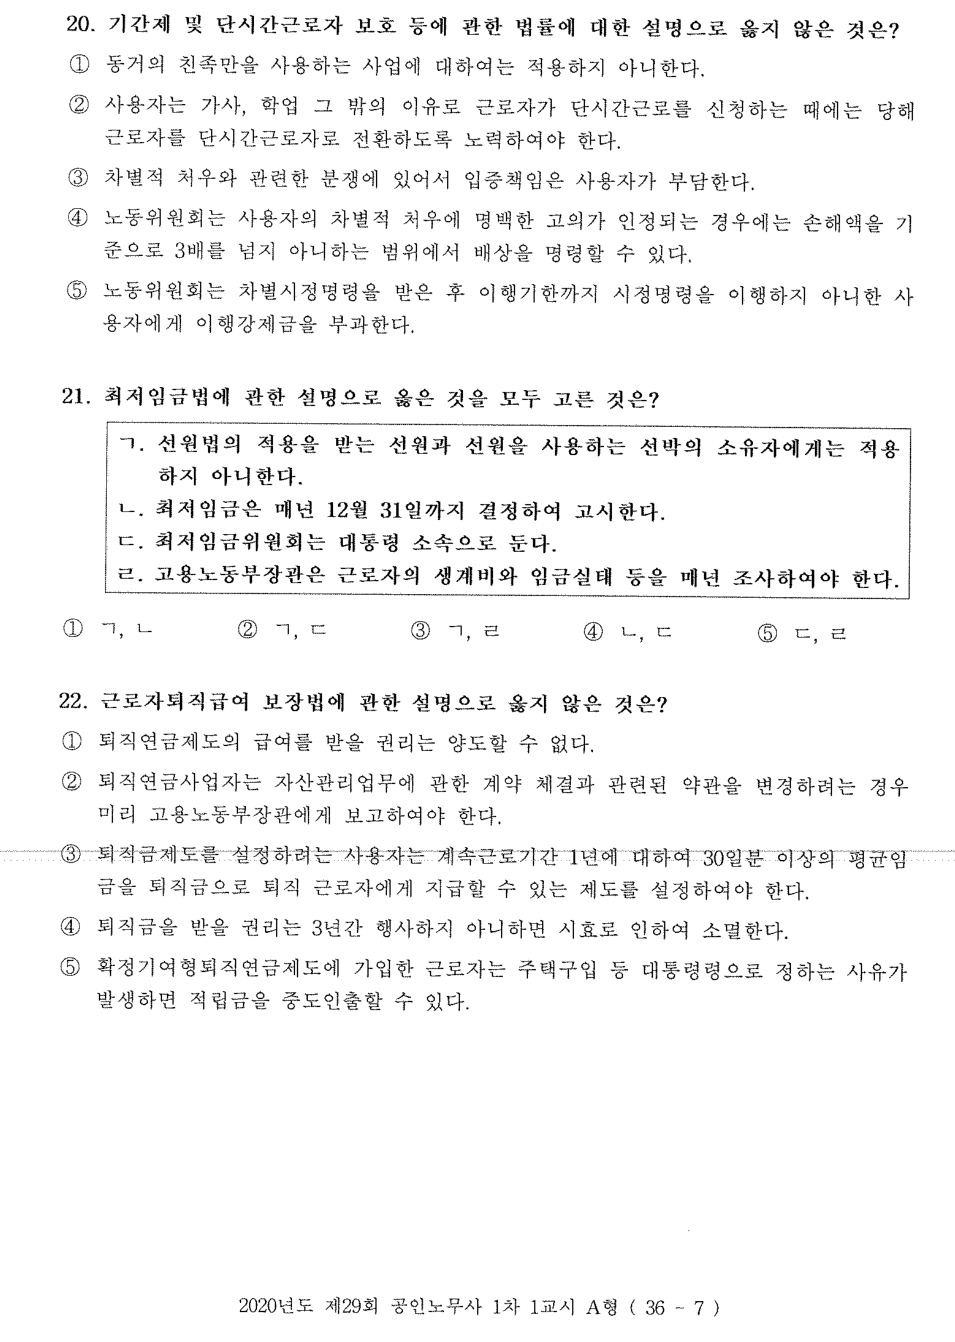 20. 기간제 및 단시간근로자 보호 등에 관한 법률에 대한 설명으로 옳지 않은 것은?
① 동거의 친족만을 사용하는 사업에 대하여는 적용하지 아니한다.
② 사용자는 가사, 학업 그 밖의 이유로 근로자가 단시간근로를 신청하는 때에는 당해
근로자를 단시간근로자로 전환하도록 노력하여야 한다.
③ 차별적 처우와 관련한 분쟁에 있어서 입증책임은 사용자가 부담한다.
④ 노동위원회는 사용자의 차별적 처우에 명백한 고의가 인정되는 경우에는 손해액을 기
준으로 3배를 넘지 아니하는 범위에서 배상을 명령할 수 있다.
⑤ 노동위원회는 차별시정명령을 받은 후 이행기한까지 시정명령을 이행하지 아니한 사
용자에게 이행강제금을 부과한다.
21. 최저임금법에 관한 설명으로 옳은 것을 모두 고른 것은?
ㄱ. 선원법의 적용을 받는 선원과 선원을 사용하는 선박의 소유자에게는 적용
하지 아니한다.
ㄴ. 최저임금은 매년 12월 31일까지 결정하여 고시한다.
ㄷ. 최저임금위원회는 대통령 소속으로 둔다.
ㄹ. 고용노동부장관은 근로자의 생계비와 임금실태 등을 매년 조사하여야 한다.
① ㄱ, ㄴ ② ㄱ, ㄷ ③ ㄱ, ㄹ ④ ㄴ, ㄷ ⑤ ㄷ, ㄹ
22. 근로자퇴직급여 보장법에 관한 설명으로 옳지 않은 것은?
① 퇴직연금제도의 급여를 받을 권리는 양도할 수 없다.
② 퇴직연금사업자는 자산관리업무에 관한 계약 체결과 관련된 약관을 변경하려는 경우
미리 고용노동부장관에게 보고하여야 한다.
③ 퇴직금제도를 설정하려는 사용자는 계속근로기간 1년에 대하여 30일분 이상의 평균임
금을 퇴직금으로 퇴직 근로자에게 지급할 수 있는 제도를 설정하여야 한다.
④ 퇴직금을 받을 권리는 3년간 행사하지 아니하면 시효로 인하여 소멸한다.
⑤ 확정기여형퇴직연금제도에 가입한 근로자는 주택구입 등 대통령령으로 정하는 사유가
발생하면 적립금을 중도인출할 수 있다.
2020년도 제29회 공인노무사 1차 1교시 A형 ( 36 - 7 )